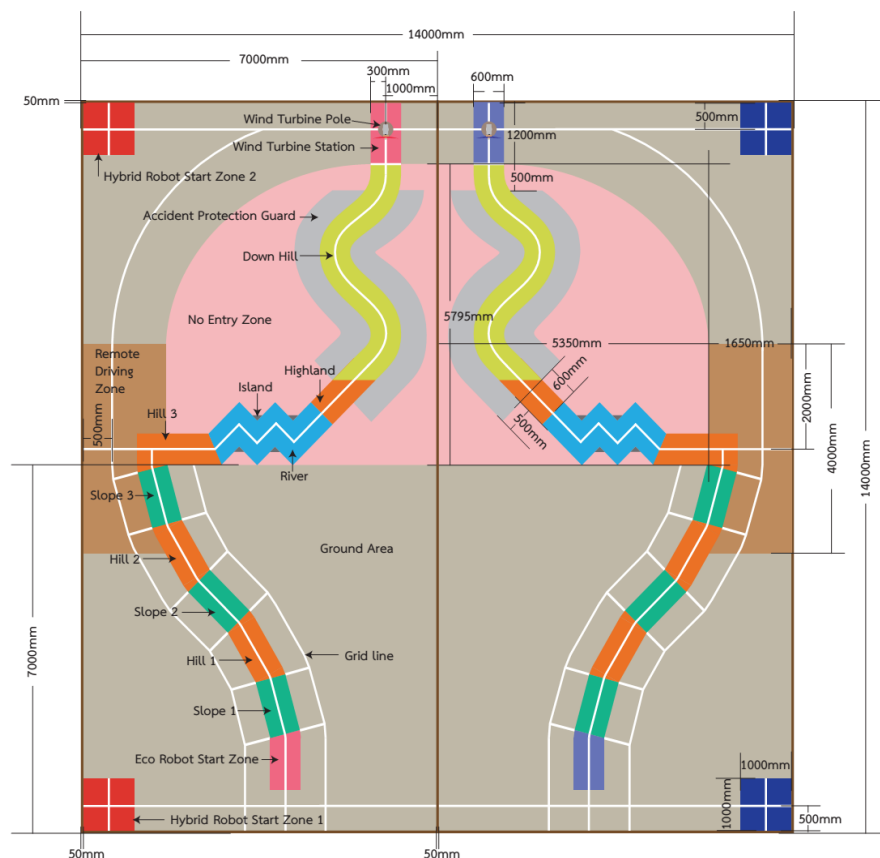 14000mm
7000mm
300mm
600mm
1000mm
50mm
Wind Turbine Pole
500mm
1200mm
Wind Turbine Station
Hybrid Robot Start Zone 2
500mm
Accident Protection Guard
Down Hill
No Entry Zone
5795mm
5350mm
1650mm
Remote
Driving
Zone
Highland
Island
600mm
2000mm
Hill 3
500mm
500mm
4000mm
14000mm
River
Slope 3
Ground Area
Hill 2
Slope 2
7000mm
Grid line
Hill 1
Slope 1
Eco Robot Start Zone
1000mm
1000mm
Hybrid Robot Start Zone 1
500mm
50mm
50mm